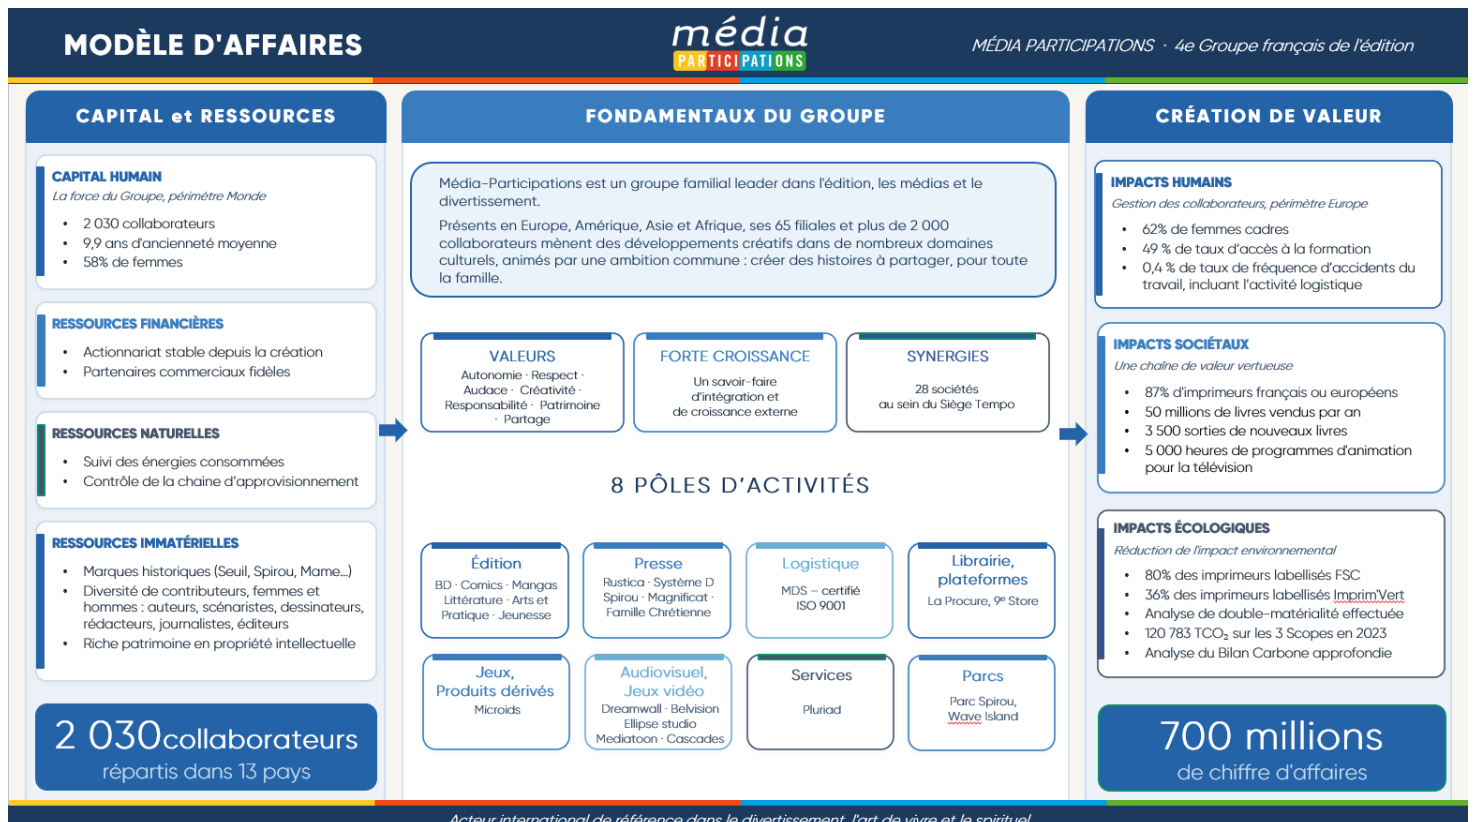 MODÈLE D'AFFAIRES
média
PARTICIPATIONS
MÉDIA PARTICIPATIONS · 4e Groupe français de l'édition
CAPITAL et RESSOURCES
CAPITAL HUMAIN
La force du Groupe, périmètre Monde
• 2 030 collaborateurs
• 9,9 ans d'ancienneté moyenne
• 58% de femmes
RESSOURCES FINANCIÈRES
• Actionnariat stable depuis la création
• Partenaires commerciaux fidèles
RESSOURCES NATURELLES
• Suivi des énergies consommées
• Contrôle de la chaine d'approvisionnement
RESSOURCES IMMATÉRIELLES
• Marques historiques (Seuil, Spirou, Mame...)
• Diversité de contributeurs, femmes et
hommes : auteurs, scénaristes, dessinateurs,
rédacteurs, journalistes, éditeurs
• Riche patrimoine en propriété intellectuelle
2 030 collaborateurs
répartis dans 13 pays
FONDAMENTAUX DU GROUPE
Média-Participations est un groupe familial leader dans l'édition, les médias et le
divertissement.
Présents en Europe, Amérique, Asie et Afrique, ses 65 filiales et plus de 2 000
collaborateurs mènent des développements créatifs dans de nombreux domaines
culturels, animés par une ambition commune : créer des histoires à partager, pour toute
la famille.
VALEURS
Autonomie · Respect ·
Audace · Créativité ·
Responsabilité · Patrimoine
· Partage
FORTE CROISSANCE
Un savoir-faire
d'intégration et
de croissance externe
SYNERGIES
28 sociétés
au sein du Siège Tempo
8 PÔLES D'ACTIVITÉS
Édition
BD · Comics · Mangas
Littérature · Arts et
Pratique · Jeunesse
Presse
Rustica · Système D
Spirou · Magnificat ·
Famille Chrétienne
Logistique
MDS – certifié
ISO 9001
Librairie,
plateformes
La Procure, 9ᵉ Store
Jeux,
Produits dérivés
Microids
Audiovisuel,
Jeux vidéo
Dreamwall · Belvision
Ellipse studio
Mediatoon · Cascades
Services
Pluriad
Parcs
Parc Spirou,
Wave Island
CRÉATION DE VALEUR
IMPACTS HUMAINS
Gestion des collaborateurs, périmètre Europe
• 62% de femmes cadres
• 49 % de taux d'accès à la formation
• 0,4 % de taux de fréquence d'accidents du
travail, incluant l'activité logistique
IMPACTS SOCIÉTAUX
Une chaîne de valeur vertueuse
• 87% d'imprimeurs français ou européens
• 50 millions de livres vendus par an
• 3 500 sorties de nouveaux livres
• 5 000 heures de programmes d'animation
pour la télévision
IMPACTS ÉCOLOGIQUES
Réduction de l'impact environnemental
• 80% des imprimeurs labellisés FSC
• 36% des imprimeurs labellisés Imprim'Vert
• Analyse de double-matérialité effectuée
• 120 783 TCO₂ sur les 3 Scopes en 2023
• Analyse du Bilan Carbone approfondie
700 millions
de chiffre d'affaires
Acteur international de référence dans le divertissement, l'art de vivre et le spirituel